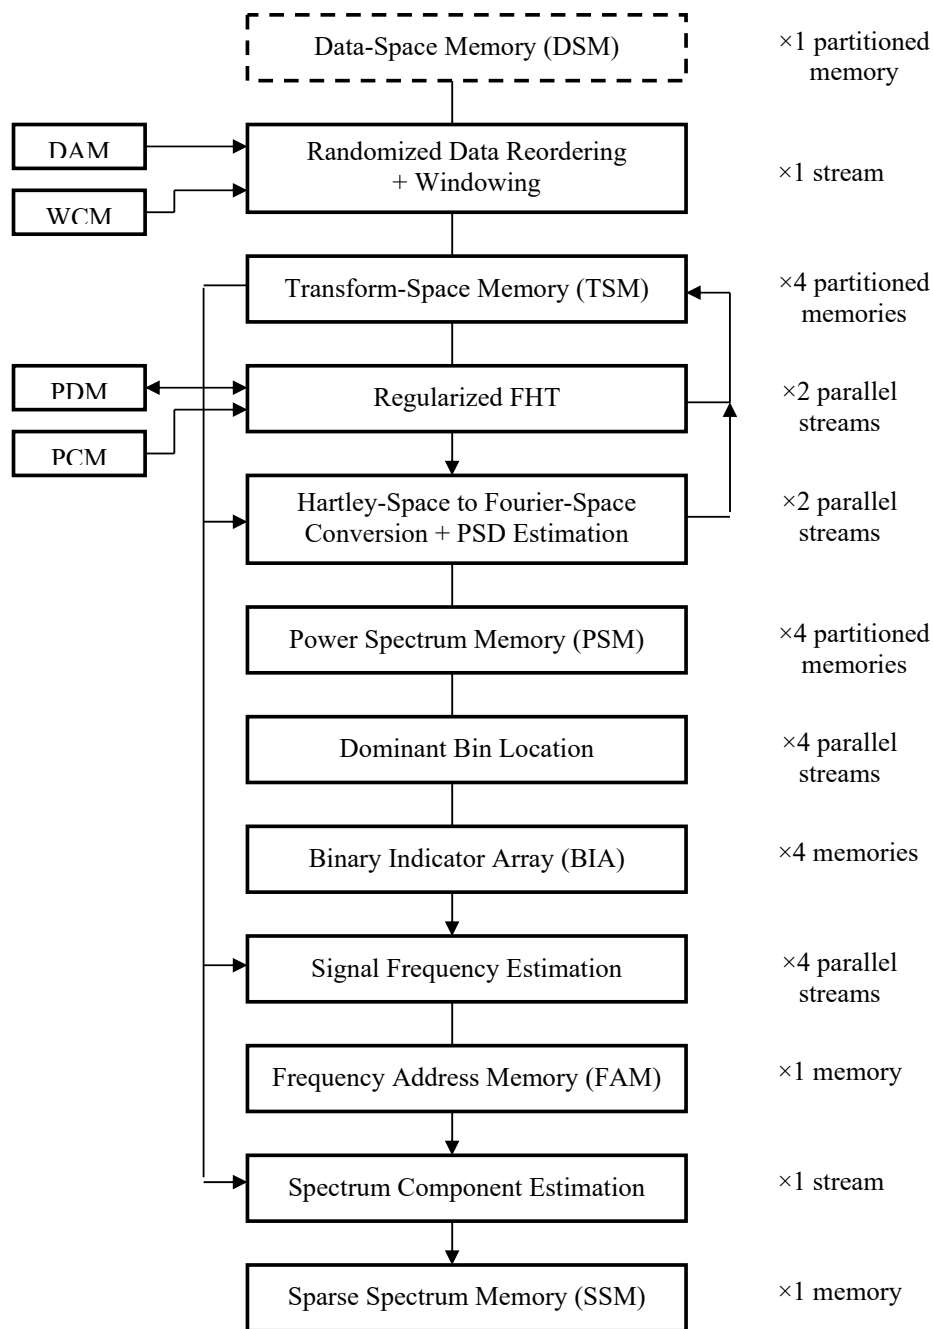 Data-Space Memory (DSM)
×1 partitioned
memory
DAM
Randomized Data Reordering
+ Windowing
×1 stream
WCM
Transform-Space Memory (TSM)
×4 partitioned
memories
PDM
Regularized FHT
×2 parallel
streams
PCM
Hartley-Space to Fourier-Space
Conversion + PSD Estimation
×2 parallel
streams
Power Spectrum Memory (PSM)
×4 partitioned
memories
Dominant Bin Location
×4 parallel
streams
Binary Indicator Array (BIA)
×4 memories
Signal Frequency Estimation
×4 parallel
streams
Frequency Address Memory (FAM)
×1 memory
Spectrum Component Estimation
×1 stream
Sparse Spectrum Memory (SSM)
×1 memory